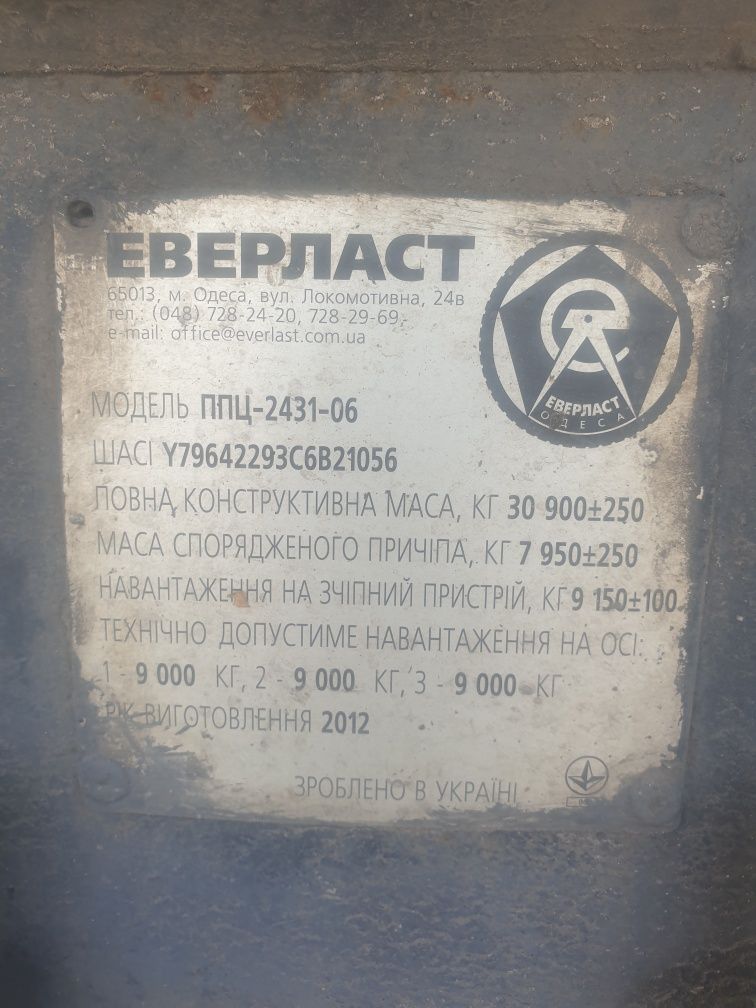 ЕВЕРЛАСТ
65013, м. Одеса, вул. Локомотивна, 24в
тел.: (048) 728-24-20, 728-29-69,
e-mail: office@everlast.com.ua
ЕВЕРЛАСТ
ОДЕСА
МОДЕЛЬ ППЦ-2431-06
ШАСІ Y79642293C6B21056
ПОВНА КОНСТРУКТИВНА МАСА, КГ 30 900±250
МАСА СПОРЯДЖЕНОГО ПРИЧІПА, КГ 7 950±250
НАВАНТАЖЕННЯ НА ЗЧІПНИЙ ПРИСТРІЙ, КГ 9 150±100
ТЕХНІЧНО ДОПУСТИМЕ НАВАНТАЖЕННЯ НА ОСІ:
1 - 9 000 КГ, 2 - 9 000 КГ, 3 - 9 000 КГ
РІК ВИГОТОВЛЕННЯ 2012
ЗРОБЛЕНО В УКРАЇНІ